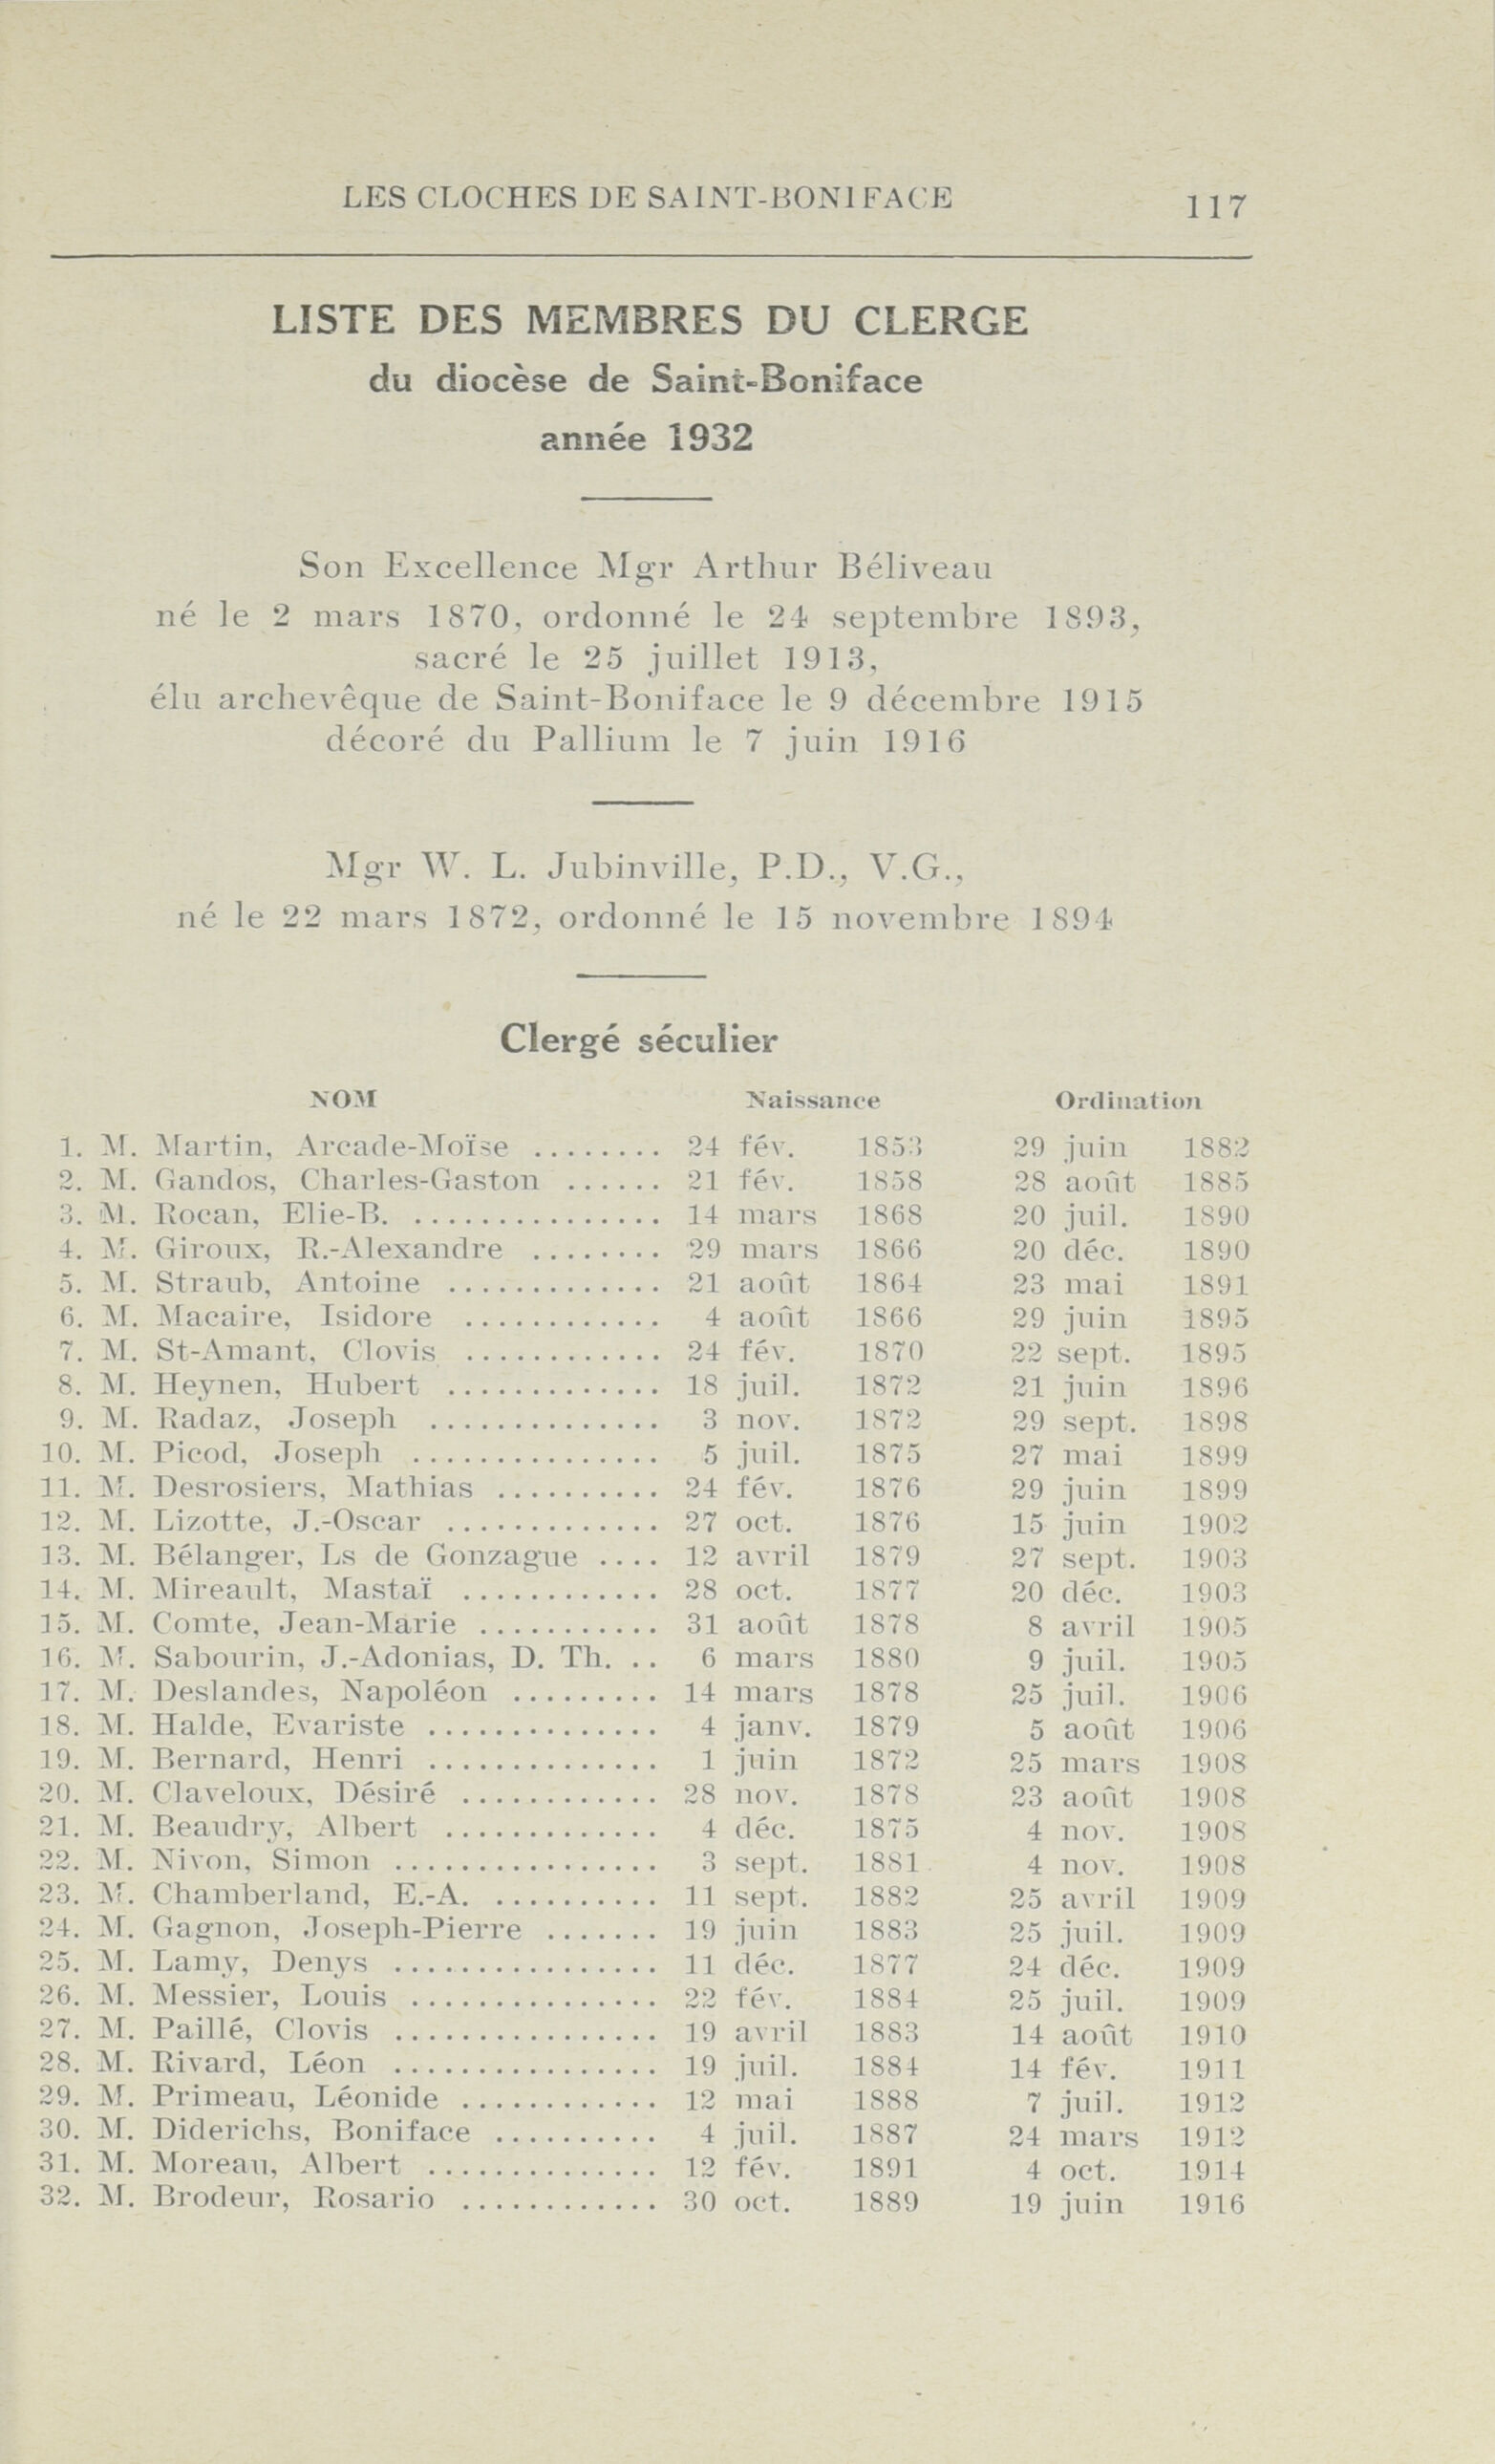 LES CLOCHES DE SAINT-BONIFACE 117
LISTE DES MEMBRES DU CLERGE
du diocèse de Saint-Boniface
année 1932
Son Excellence Mgr Arthur Béliveau
né le 2 mars 1870, ordonné le 24 septembre 1893,
sacré le 25 juillet 1913,
élu archevêque de Saint-Boniface le 9 décembre 1915
décoré du Pallium le 7 juin 1916
Mgr W. L. Jubinville, P.D., V.G.,
né le 22 mars 1872, ordonné le 15 novembre 1894
Clergé séculier
NOM Naissance Ordination
1. M. Martin, Arcade-Moïse ........ 24 fév. 1853 29 juin 1882
2. M. Gandos, Charles-Gaston ...... 21 fév. 1858 28 août 1885
3. M. Rocan, Elie-B. ............... 14 mars 1868 20 juil. 1890
4. M. Giroux, R.-Alexandre ........ 29 mars 1866 20 déc. 1890
5. M. Straub, Antoine ............. 21 août 1864 23 mai 1891
6. M. Macaire, Isidore ............ 4 août 1866 29 juin 1895
7. M. St-Amant, Clovis ............ 24 fév. 1870 22 sept. 1895
8. M. Heynen, Hubert ............. 18 juil. 1872 21 juin 1896
9. M. Radaz, Joseph .............. 3 nov. 1872 29 sept. 1898
10. M. Picod, Joseph ............... 5 juil. 1875 27 mai 1899
11. M. Desrosiers, Mathias .......... 24 fév. 1876 29 juin 1899
12. M. Lizotte, J.-Oscar ............. 27 oct. 1876 15 juin 1902
13. M. Bélanger, Ls de Gonzague .... 12 avril 1879 27 sept. 1903
14. M. Mireault, Mastaï ............ 28 oct. 1877 20 déc. 1903
15. M. Comte, Jean-Marie ........... 31 août 1878 8 avril 1905
16. M. Sabourin, J.-Adonias, D. Th. .. 6 mars 1880 9 juil. 1905
17. M. Deslandes, Napoléon ......... 14 mars 1878 25 juil. 1906
18. M. Halde, Evariste .............. 4 janv. 1879 5 août 1906
19. M. Bernard, Henri .............. 1 juin 1872 25 mars 1908
20. M. Claveloux, Désiré ............ 28 nov. 1878 23 août 1908
21. M. Beaudry, Albert ............. 4 déc. 1875 4 nov. 1908
22. M. Nivon, Simon ................ 3 sept. 1881 4 nov. 1908
23. M. Chamberland, E.-A. .......... 11 sept. 1882 25 avril 1909
24. M. Gagnon, Joseph-Pierre ....... 19 juin 1883 25 juil. 1909
25. M. Lamy, Denys ................ 11 déc. 1877 24 déc. 1909
26. M. Messier, Louis ............... 22 fév. 1884 25 juil. 1909
27. M. Paillé, Clovis ................ 19 avril 1883 14 août 1910
28. M. Rivard, Léon ................ 19 juil. 1884 14 fév. 1911
29. M. Primeau, Léonide ............ 12 mai 1888 7 juil. 1912
30. M. Diderichs, Boniface .......... 4 juil. 1887 24 mars 1912
31. M. Moreau, Albert .............. 12 fév. 1891 4 oct. 1914
32. M. Brodeur, Rosario ............ 30 oct. 1889 19 juin 1916